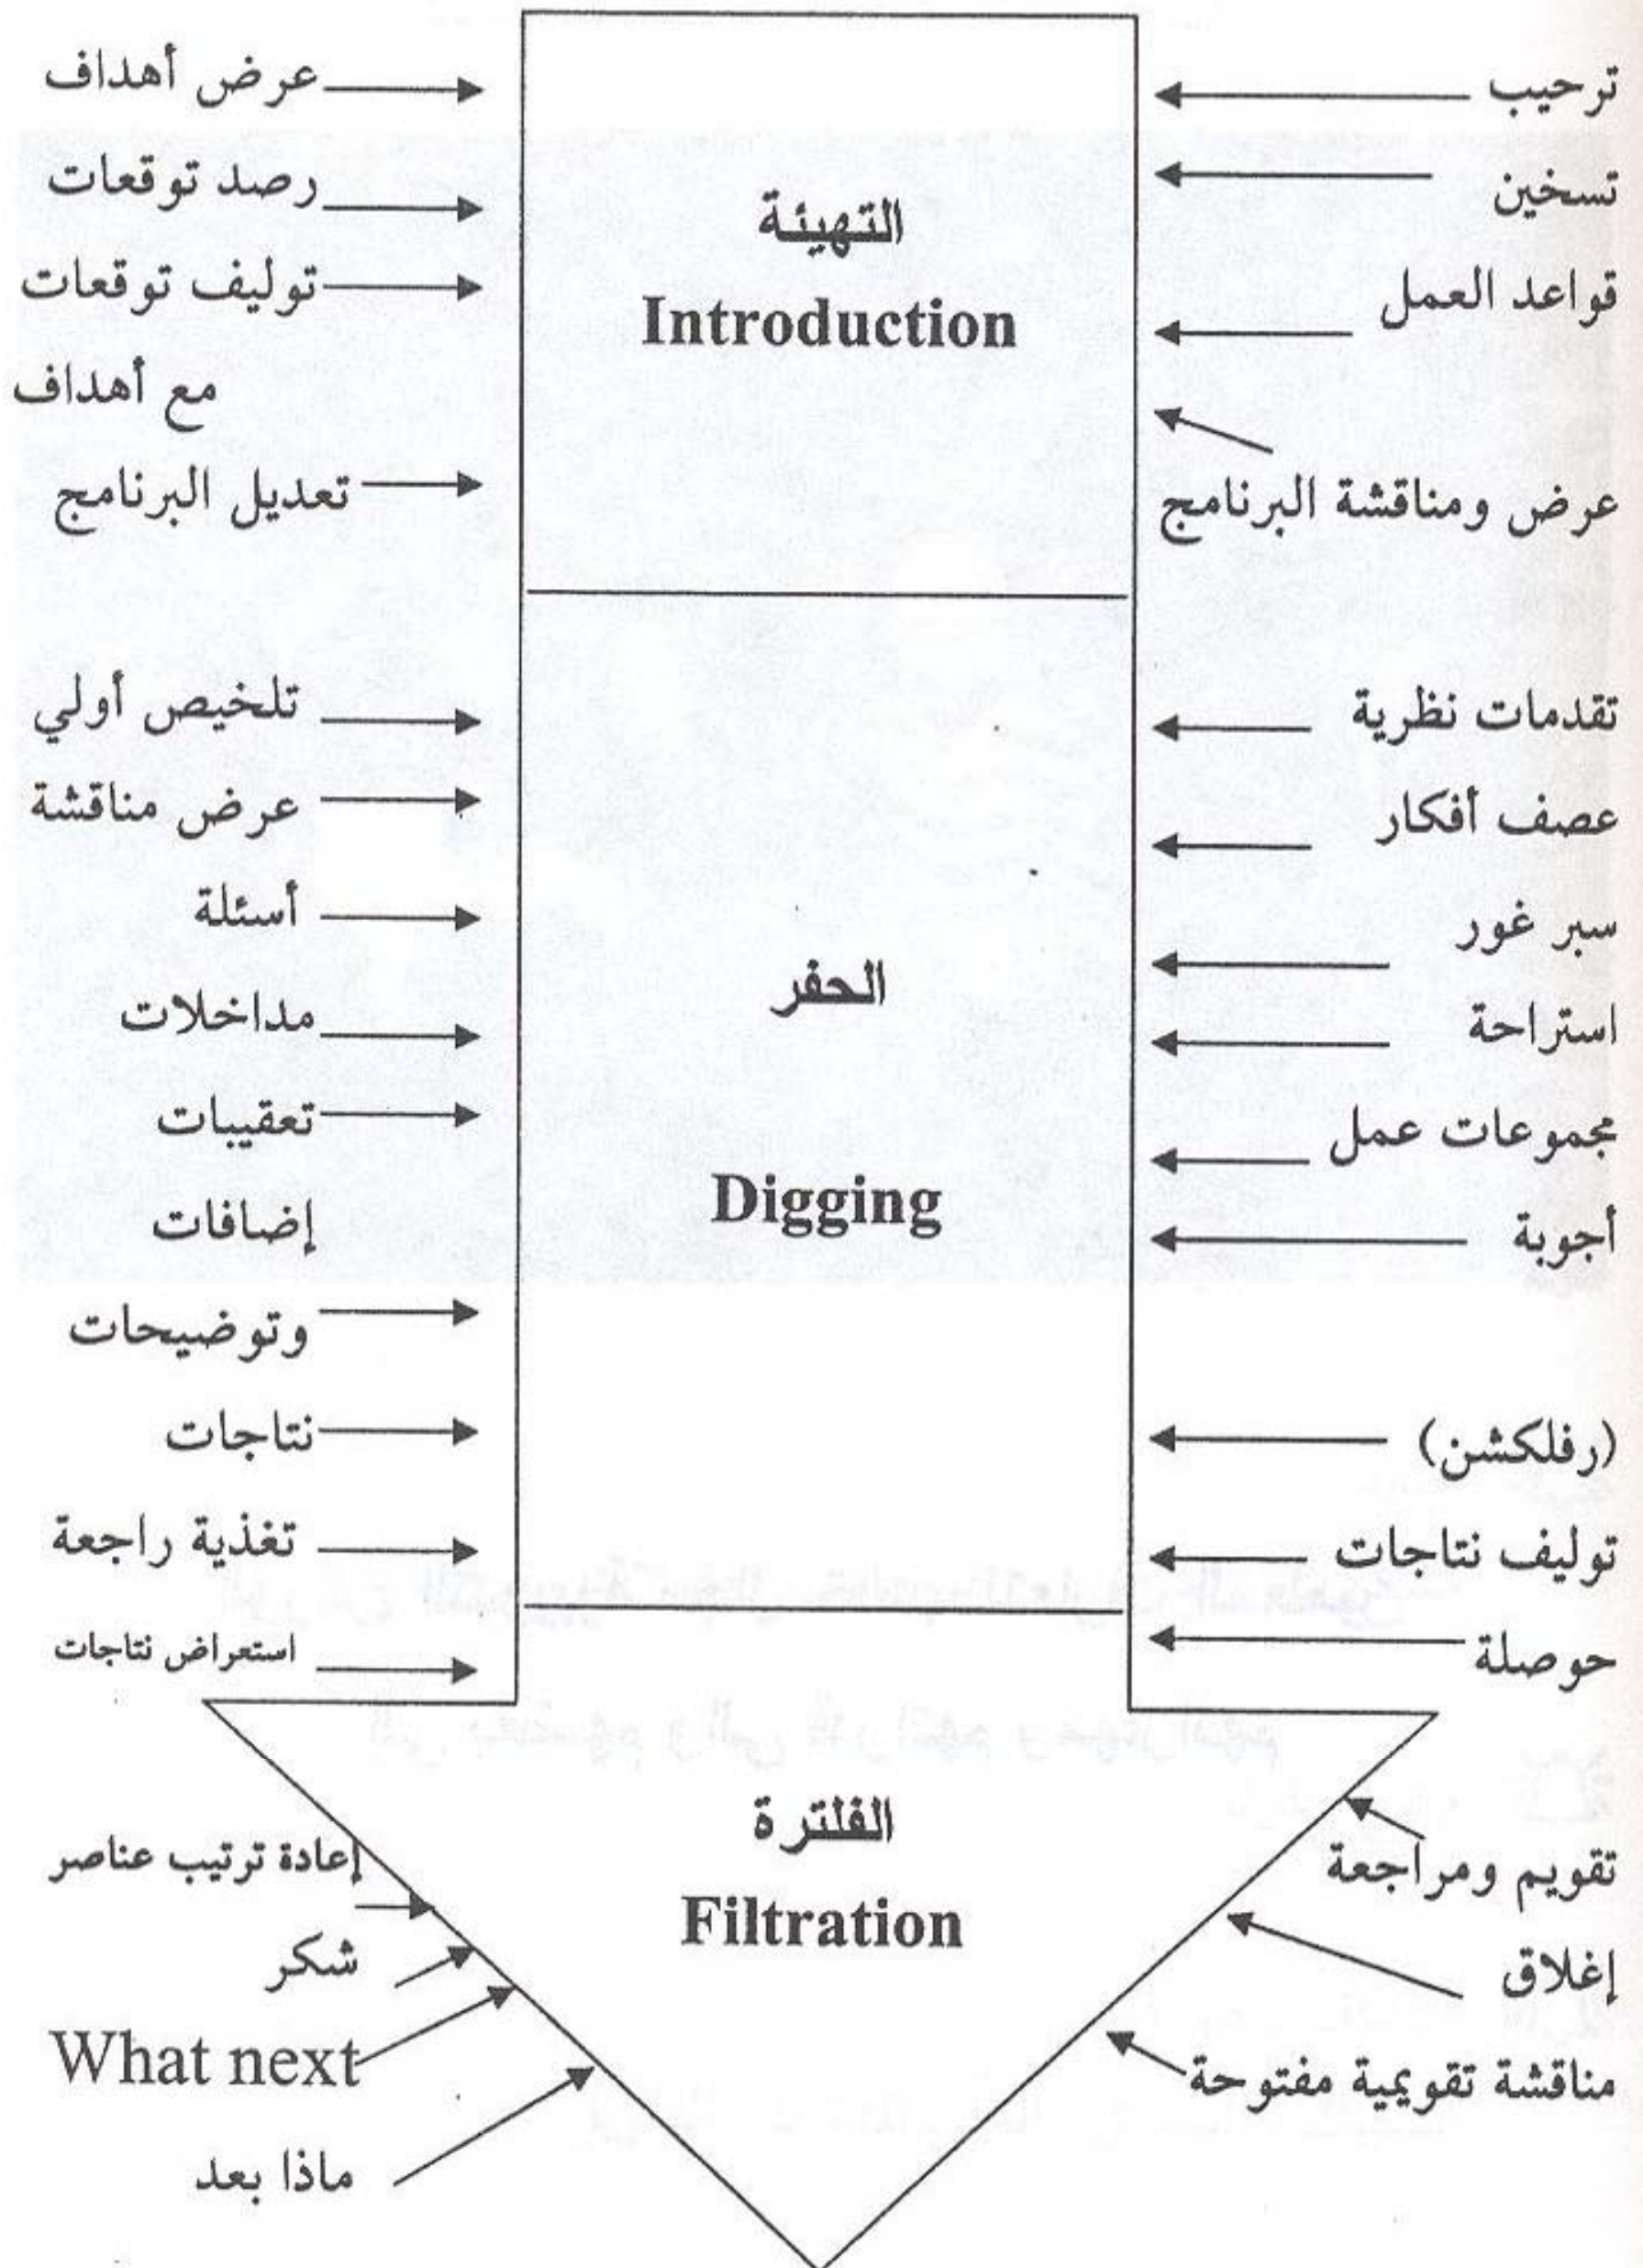 ترحيب
تسخين
قواعد العمل
عرض ومناقشة البرنامج
التهيئة
Introduction
عرض أهداف
رصد توقعات
توليف توقعات
مع أهداف
تعديل البرنامج
تقدمات نظرية
عصف أفكار
سبر غور
استراحة
مجموعات عمل
أجوبة
(رفلكشن)
توليف نتاجات
حوصلة
الحفر
Digging
تلخيص أولي
عرض مناقشة
أسئلة
مداخلات
تعقيبات
إضافات
وتوضيحات
نتاجات
تغذية راجعة
استعراض نتاجات
تقويم ومراجعة
إغلاق
مناقشة تقويمية مفتوحة
الفلترة
Filtration
إعادة ترتيب عناصر
شكر
What next
ماذا بعد